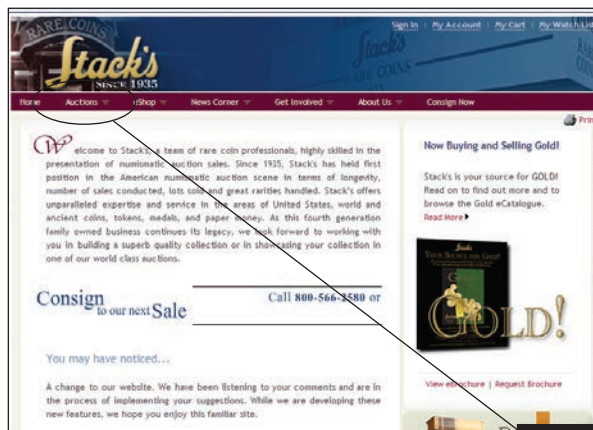 RARE COINS
Stack's
SINCE 1935
Sign In | My Account | My Cart | My Watch List
Stack's
RARE COINS
Home Auctions eShop News Corner Get Involved About Us Consign Now
Print
Welcome to Stack's, a team of rare coin professionals, highly skilled in the
presentation of numismatic auction sales. Since 1935, Stack's has held first
position in the American numismatic auction scene in terms of longevity,
number of sales conducted, lots sold and great rarities handled. Stack's offers
unparalleled expertise and service in the areas of United States, world and
ancient coins, tokens, medals, and paper money. As this fourth generation
family owned business continues its legacy, we look forward to working with
you in building a superb quality collection or in showcasing your collection in
one of our world class auctions.
Consign
to our next Sale
Call 800-566-2580 or
You may have noticed...
A change to our website. We have been listening to your comments and are in
the process of implementing your suggestions. While we are developing these
new features, we hope you enjoy this familiar site.
Now Buying and Selling Gold!
Stack's is your source for GOLD!
Read on to find out more and to
browse the Gold eCatalogue.
Read More
Stack's
YOUR SOURCE FOR GOLD!
GOLD!
View eBrochure | Request Brochure